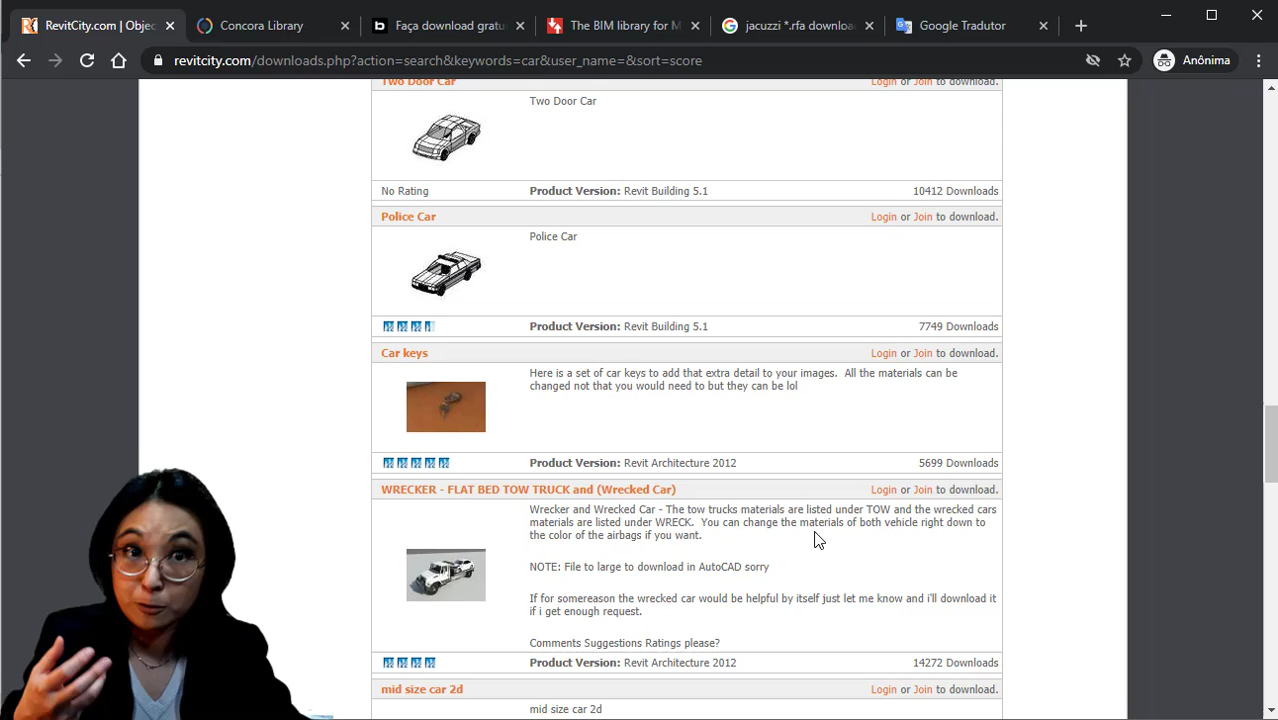 RevitCity.com | Objec
Concora Library
Faça download gratu
The BIM library for M
jacuzzi *.rfa downloa
Google Tradutor
revitcity.com/downloads.php?action=search&keywords=car&user_name=&sort=score
Anônima
Two Door Car Login or Join to download.
Two Door Car
No Rating Product Version: Revit Building 5.1 10412 Downloads
Police Car Login or Join to download.
Police Car
Product Version: Revit Building 5.1 7749 Downloads
Car keys Login or Join to download.
Here is a set of car keys to add that extra detail to your images. All the materials can be
changed not that you would need to but they can be lol
Product Version: Revit Architecture 2012 5699 Downloads
WRECKER - FLAT BED TOW TRUCK and (Wrecked Car) Login or Join to download.
Wrecker and Wrecked Car - The tow trucks materials are listed under TOW and the wrecked cars
materials are listed under WRECK. You can change the materials of both vehicle right down to
the color of the airbags if you want.
NOTE: File to large to download in AutoCAD sorry
If for somereason the wrecked car would be helpful by itself just let me know and i'll download it
if i get enough request.
Comments Suggestions Ratings please?
Product Version: Revit Architecture 2012 14272 Downloads
mid size car 2d Login or Join to download.
mid size car 2d